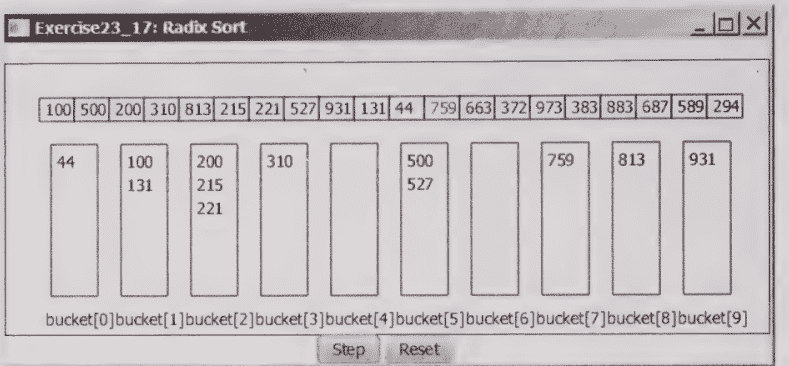 Exercise23_17: Radix Sort
100 500 200 310 813 215 221 527 931 131 44 759 663 372 973 383 883 687 589 294
44 100 200 310 500 759 813 931
131 215 527
221
bucket[0] bucket[1] bucket[2] bucket[3] bucket[4] bucket[5] bucket[6] bucket[7] bucket[8] bucket[9]
Step Reset